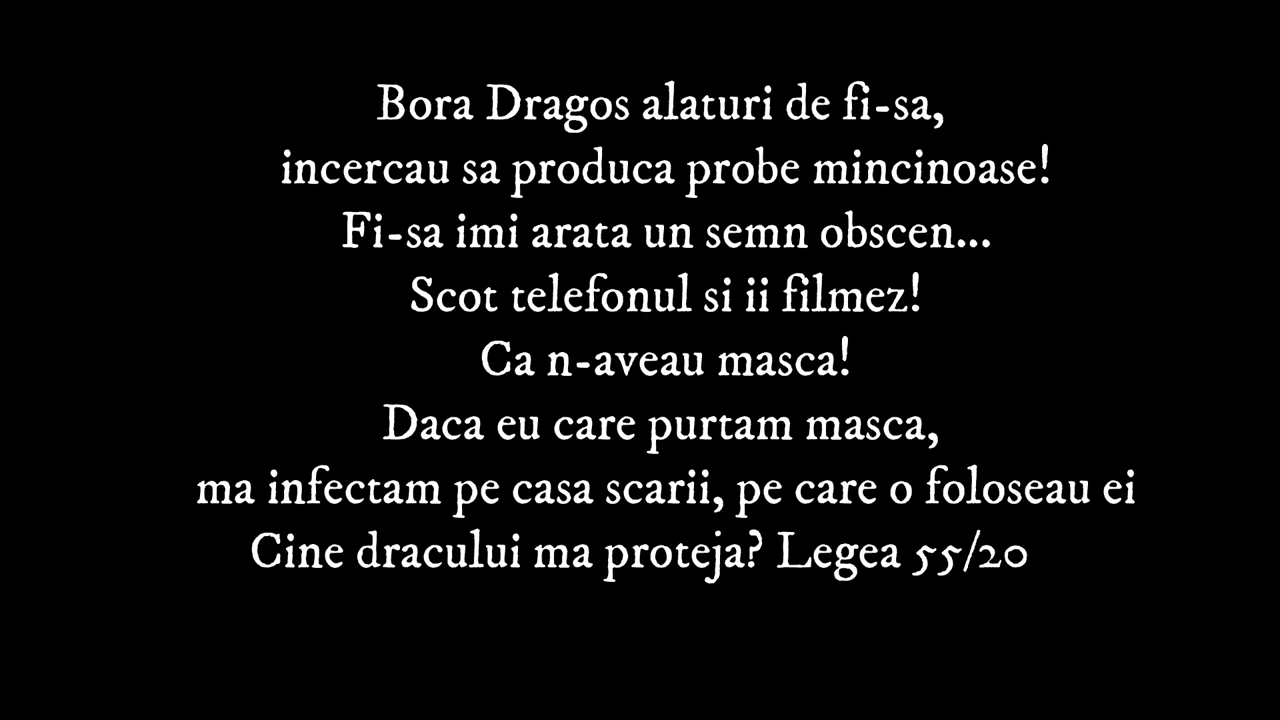 Bora Dragos alaturi de fi-sa,
incercau sa produca probe mincinoase!
Fi-sa imi arata un semn obscen...
Scot telefonul si ii filmez!
Ca n-aveau masca!
Daca eu care purtam masca,
ma infectam pe casa scarii, pe care o foloseau ei
Cine dracului ma proteja? Legea 55/20